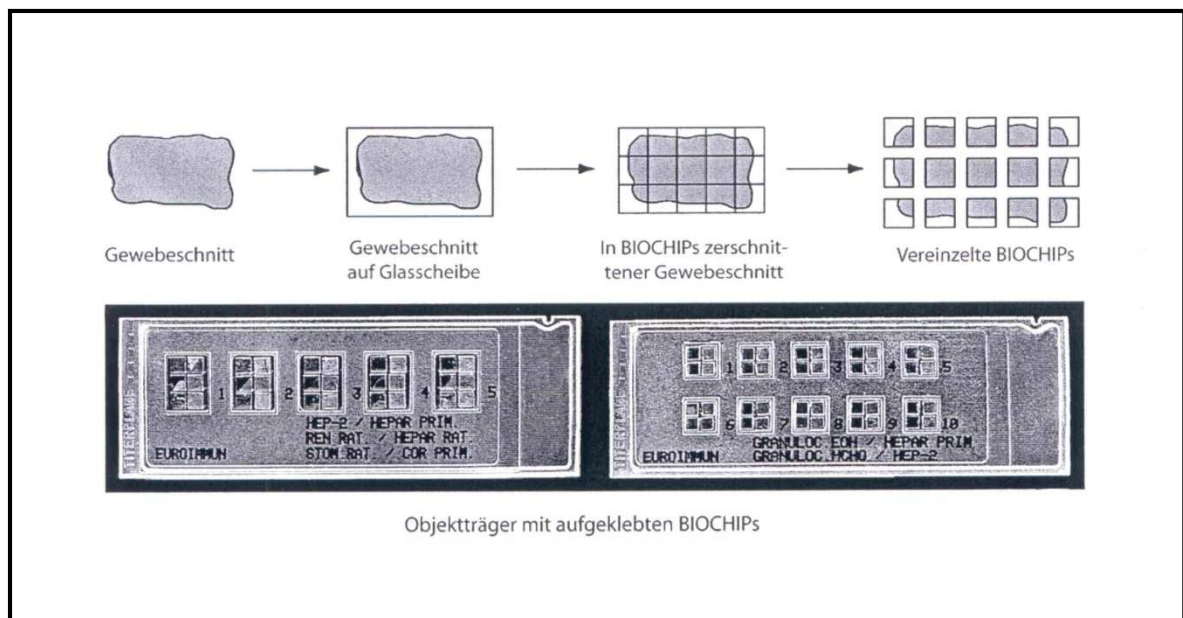 Gewebeschnitt
Gewebeschnitt
auf Glasscheibe
In BIOCHIPs zerschnit-
tener Gewebeschnitt
Vereinzelte BIOCHIPs
1 2 3 4 5
HEP-2 / HEPAR PRIM.
REN RAT. / HEPAR RAT.
EUROIMMUN STOM.RAT. / COR PRIM.
1 2 3 4 5
6 7 8 9 10
GRANULOC EOH / HEPAR PRIM.
EUROIMMUN GRANULOC.HCHO / HEP-2
Objektträger mit aufgeklebten BIOCHIPs